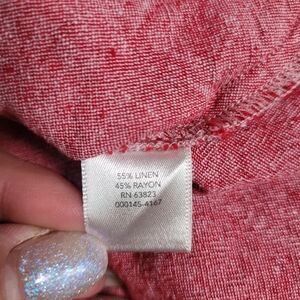 55% LINEN
45% RAYON
RN 63823
000145-4167